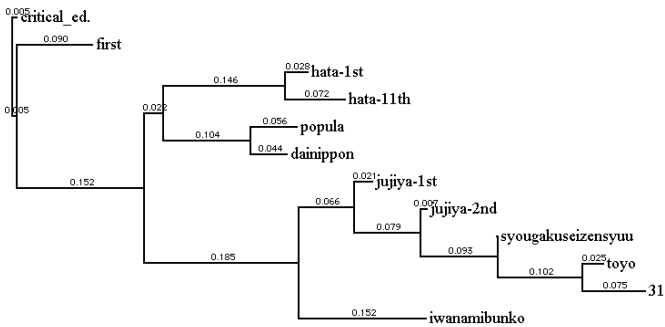 0.005
critical_ed.
0.090
first
0.028
hata-1st
0.146
0.072
hata-11th
0.005
0.022
0.056
popula
0.104
0.044
dainippon
0.152
0.021
jujiya-1st
0.066
0.007
jujiya-2nd
0.079
syougakuseizensyuu
0.093
0.025
toyo
0.185
0.102
0.075
31
0.152
iwanamibunko